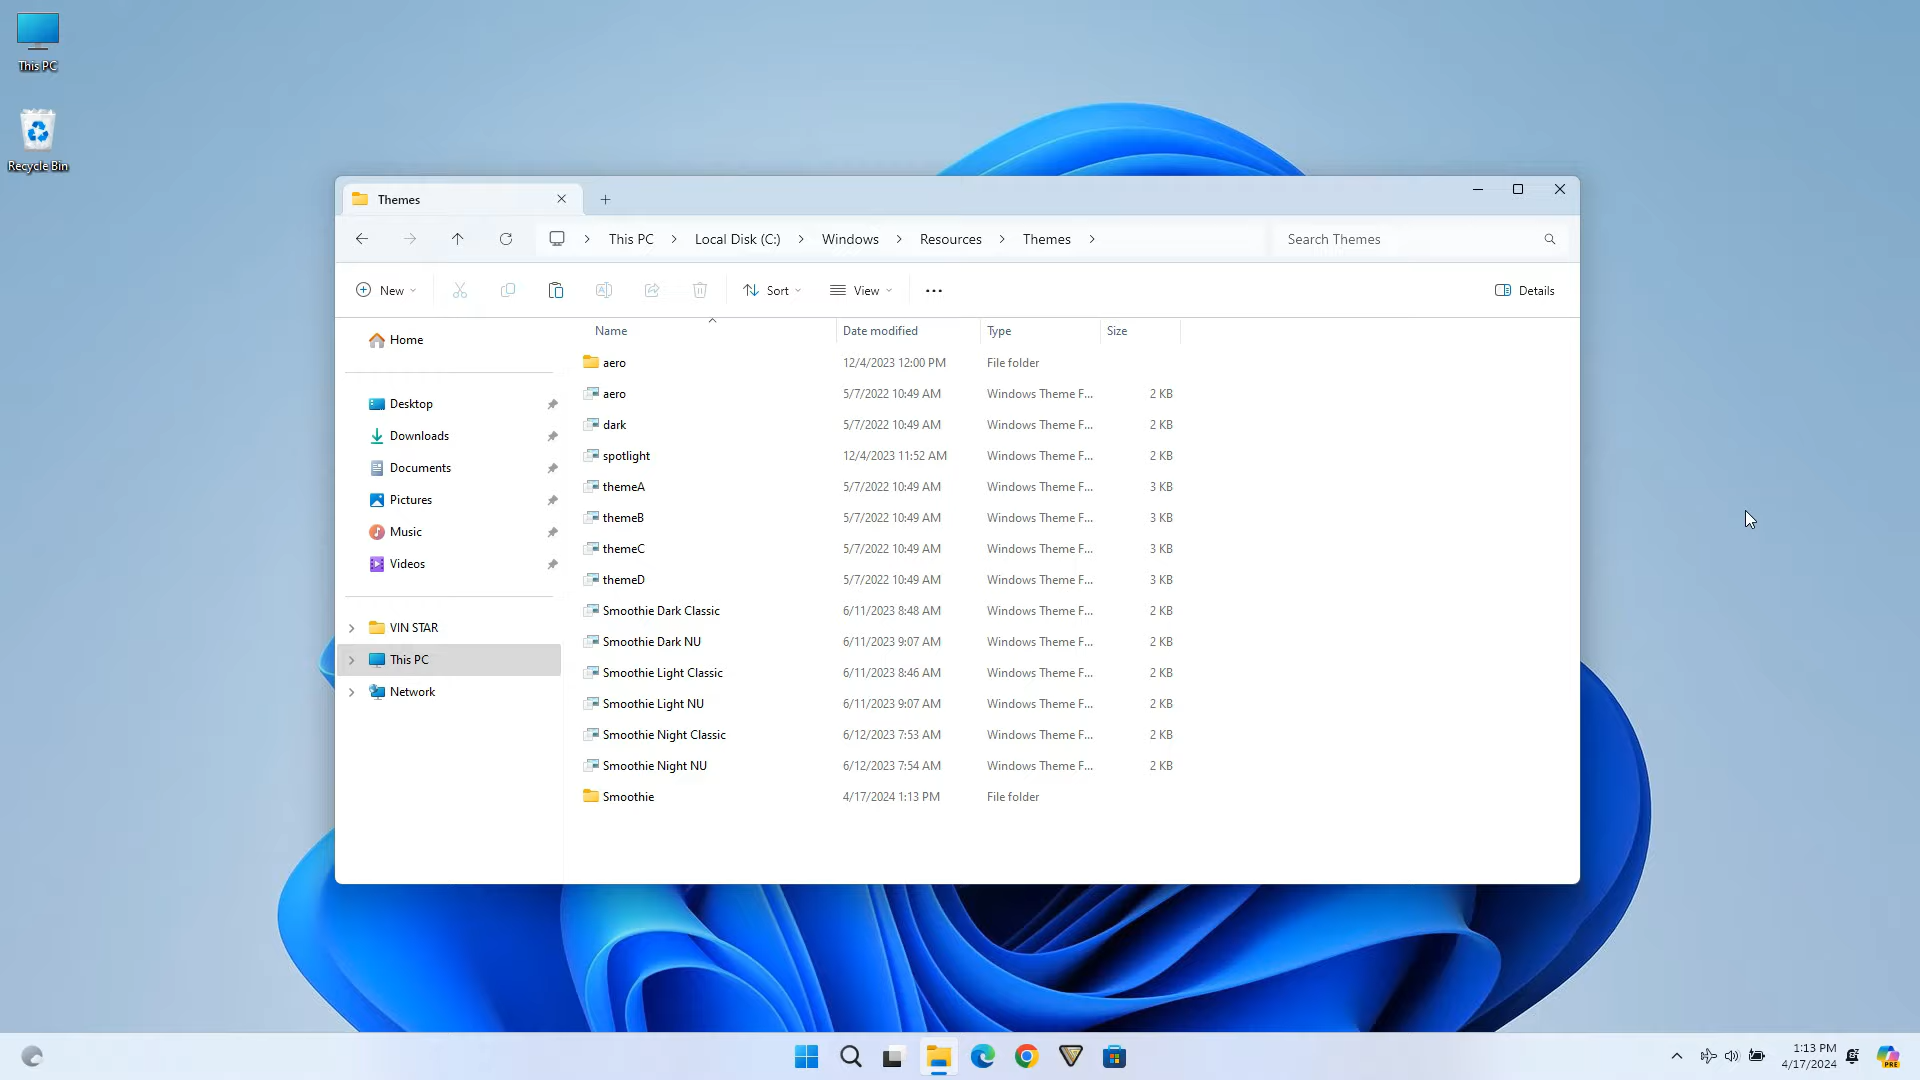 This PC
Recycle Bin
Themes
This PC
Local Disk (C:)
Windows
Resources
Themes
Search Themes
New
Sort
View
Details
Name Date modified Type Size
Home
Desktop
Downloads
Documents
Pictures
Music
Videos
VIN STAR
This PC
Network
aero 12/4/2023 12:00 PM File folder
aero 5/7/2022 10:49 AM Windows Theme F... 2 KB
dark 5/7/2022 10:49 AM Windows Theme F... 2 KB
spotlight 12/4/2023 11:52 AM Windows Theme F... 2 KB
themeA 5/7/2022 10:49 AM Windows Theme F... 3 KB
themeB 5/7/2022 10:49 AM Windows Theme F... 3 KB
themeC 5/7/2022 10:49 AM Windows Theme F... 3 KB
themeD 5/7/2022 10:49 AM Windows Theme F... 3 KB
Smoothie Dark Classic 6/11/2023 8:48 AM Windows Theme F... 2 KB
Smoothie Dark NU 6/11/2023 9:07 AM Windows Theme F... 2 KB
Smoothie Light Classic 6/11/2023 8:46 AM Windows Theme F... 2 KB
Smoothie Light NU 6/11/2023 9:07 AM Windows Theme F... 2 KB
Smoothie Night Classic 6/12/2023 7:53 AM Windows Theme F... 2 KB
Smoothie Night NU 6/12/2023 7:54 AM Windows Theme F... 2 KB
Smoothie 4/17/2024 1:13 PM File folder
1:13 PM
4/17/2024
PRE